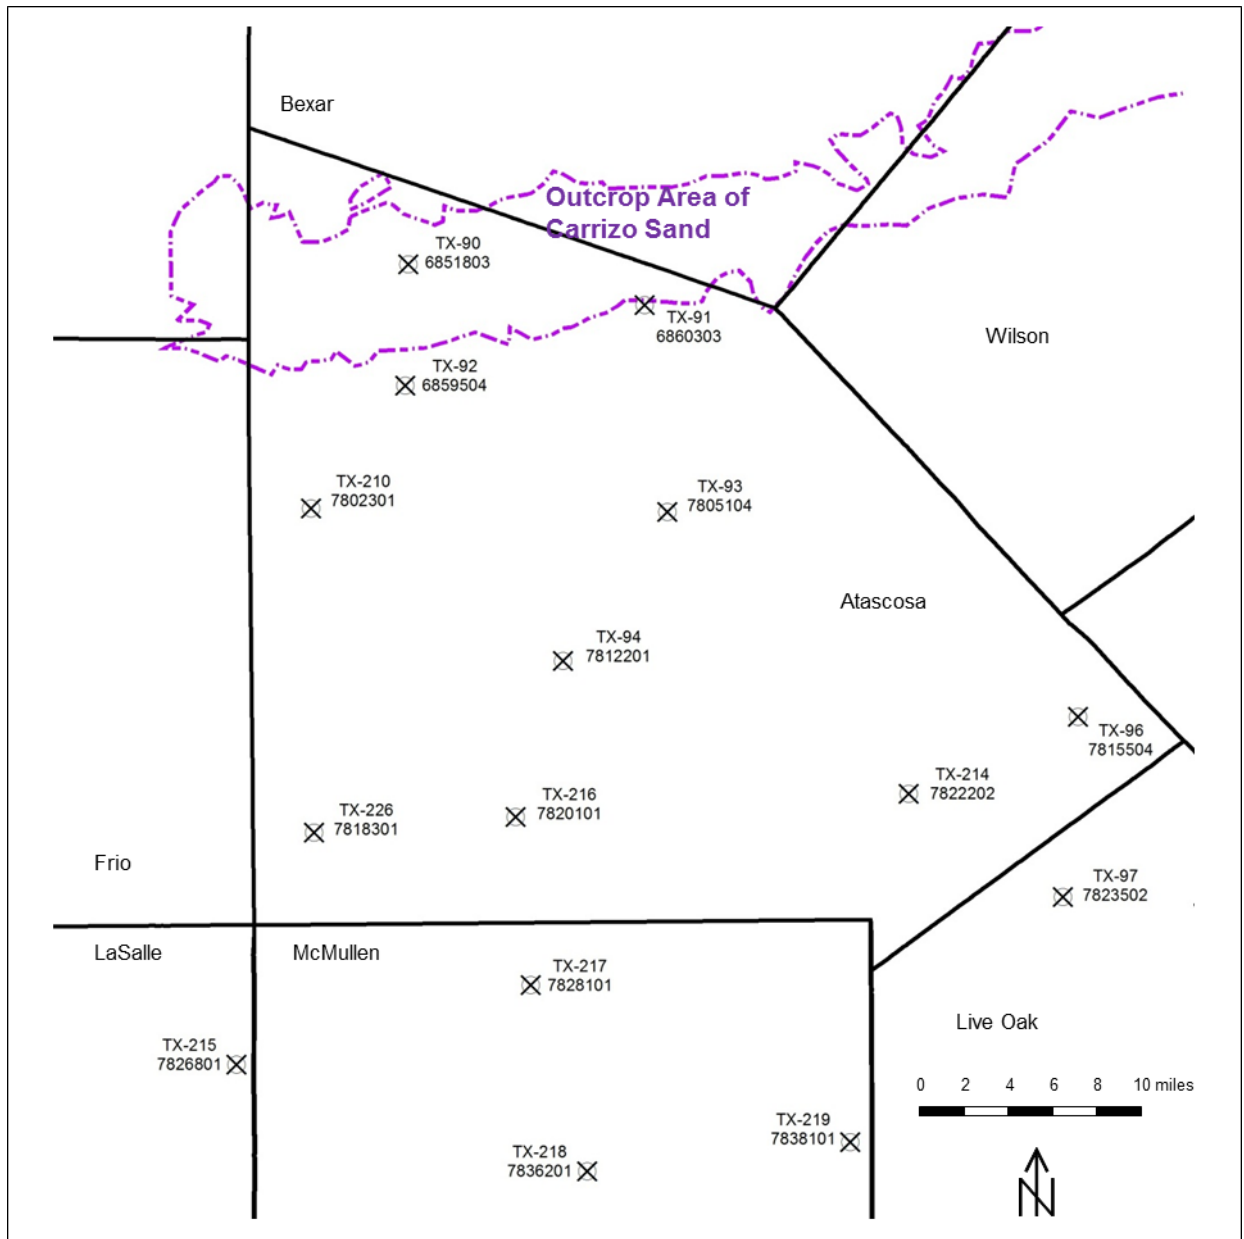 Bexar
Outcrop Area of
Carrizo Sand
TX-90
6851803
TX-91
6860303
Wilson
TX-92
6859504
TX-210
7802301
TX-93
7805104
Atascosa
TX-94
7812201
TX-96
7815504
TX-214
7822202
TX-216
7820101
TX-226
7818301
Frio
TX-97
7823502
LaSalle
McMullen
TX-217
7828101
Live Oak
TX-215
7826801
0 2 4 6 8 10 miles
TX-219
7838101
TX-218
7836201
N